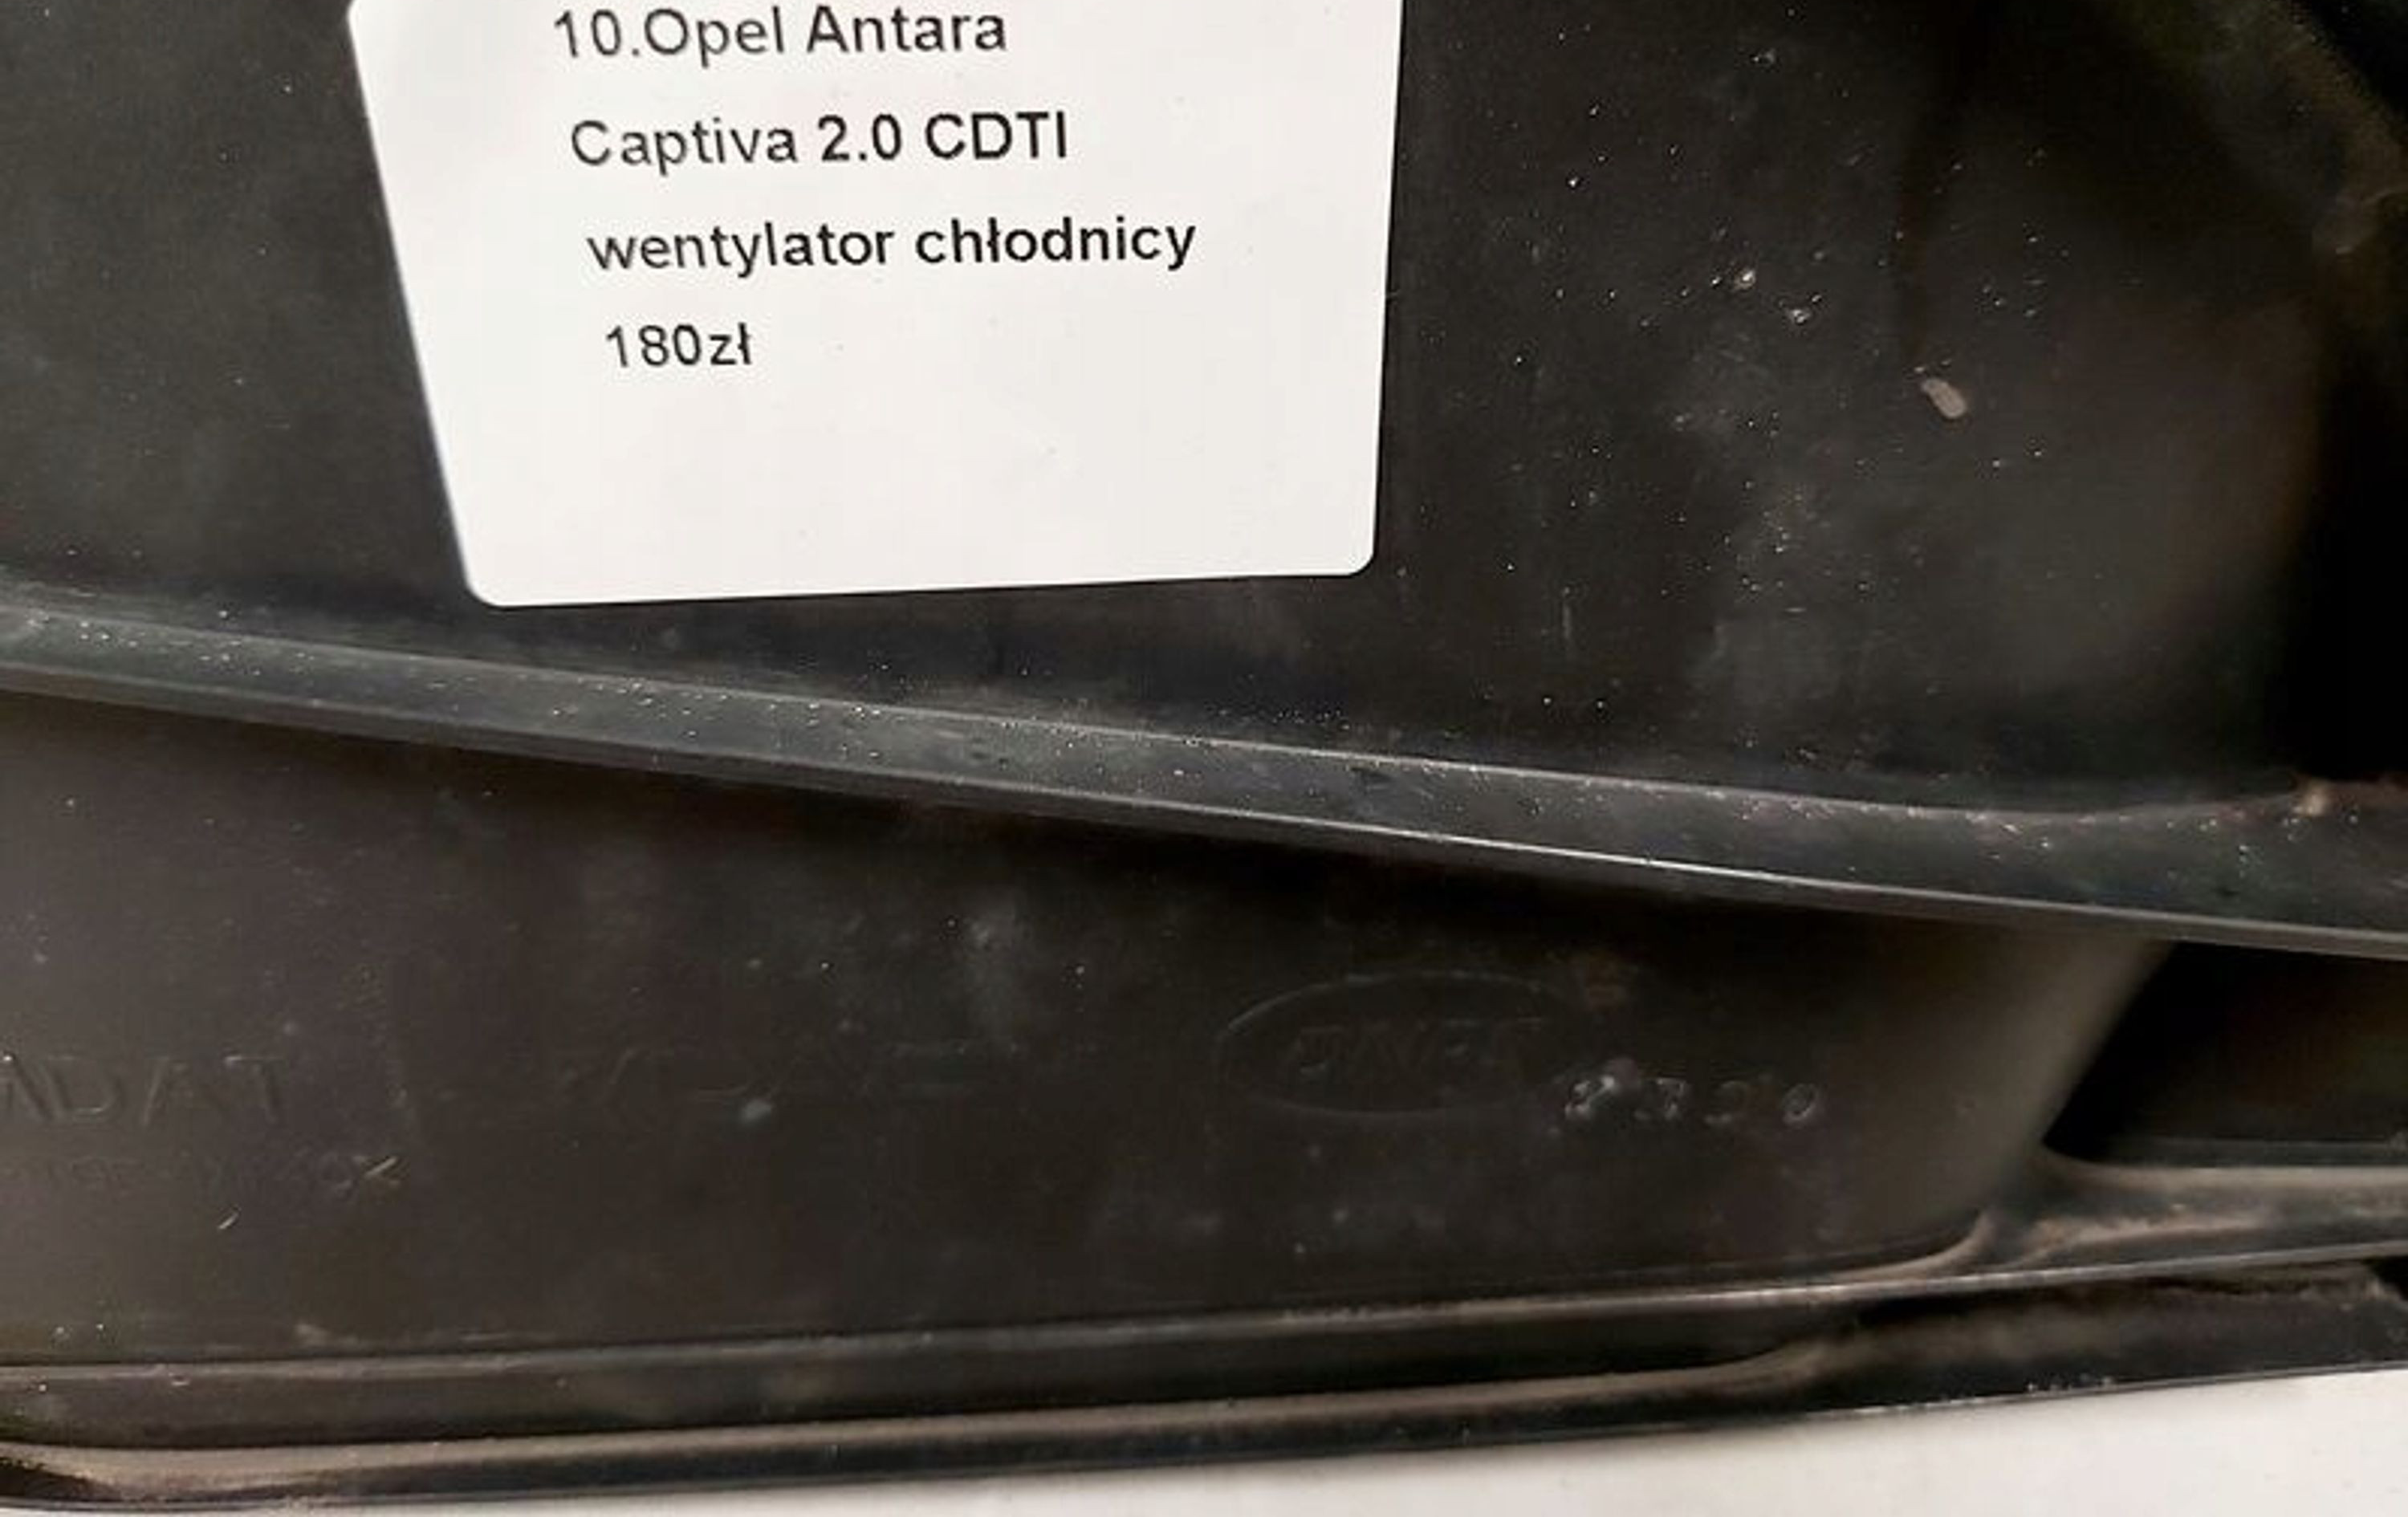 10.Opel Antara
Captiva 2.0 CDTI
wentylator chłodnicy
180zł